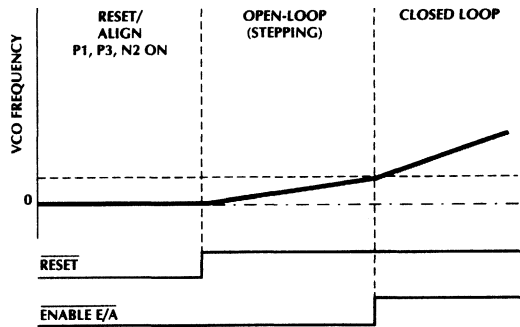 RESET/
ALIGN
P1, P3, N2 ON
OPEN-LOOP
(STEPPING)
CLOSED LOOP
VCO FREQUENCY
0
RESET
ENABLE E/A